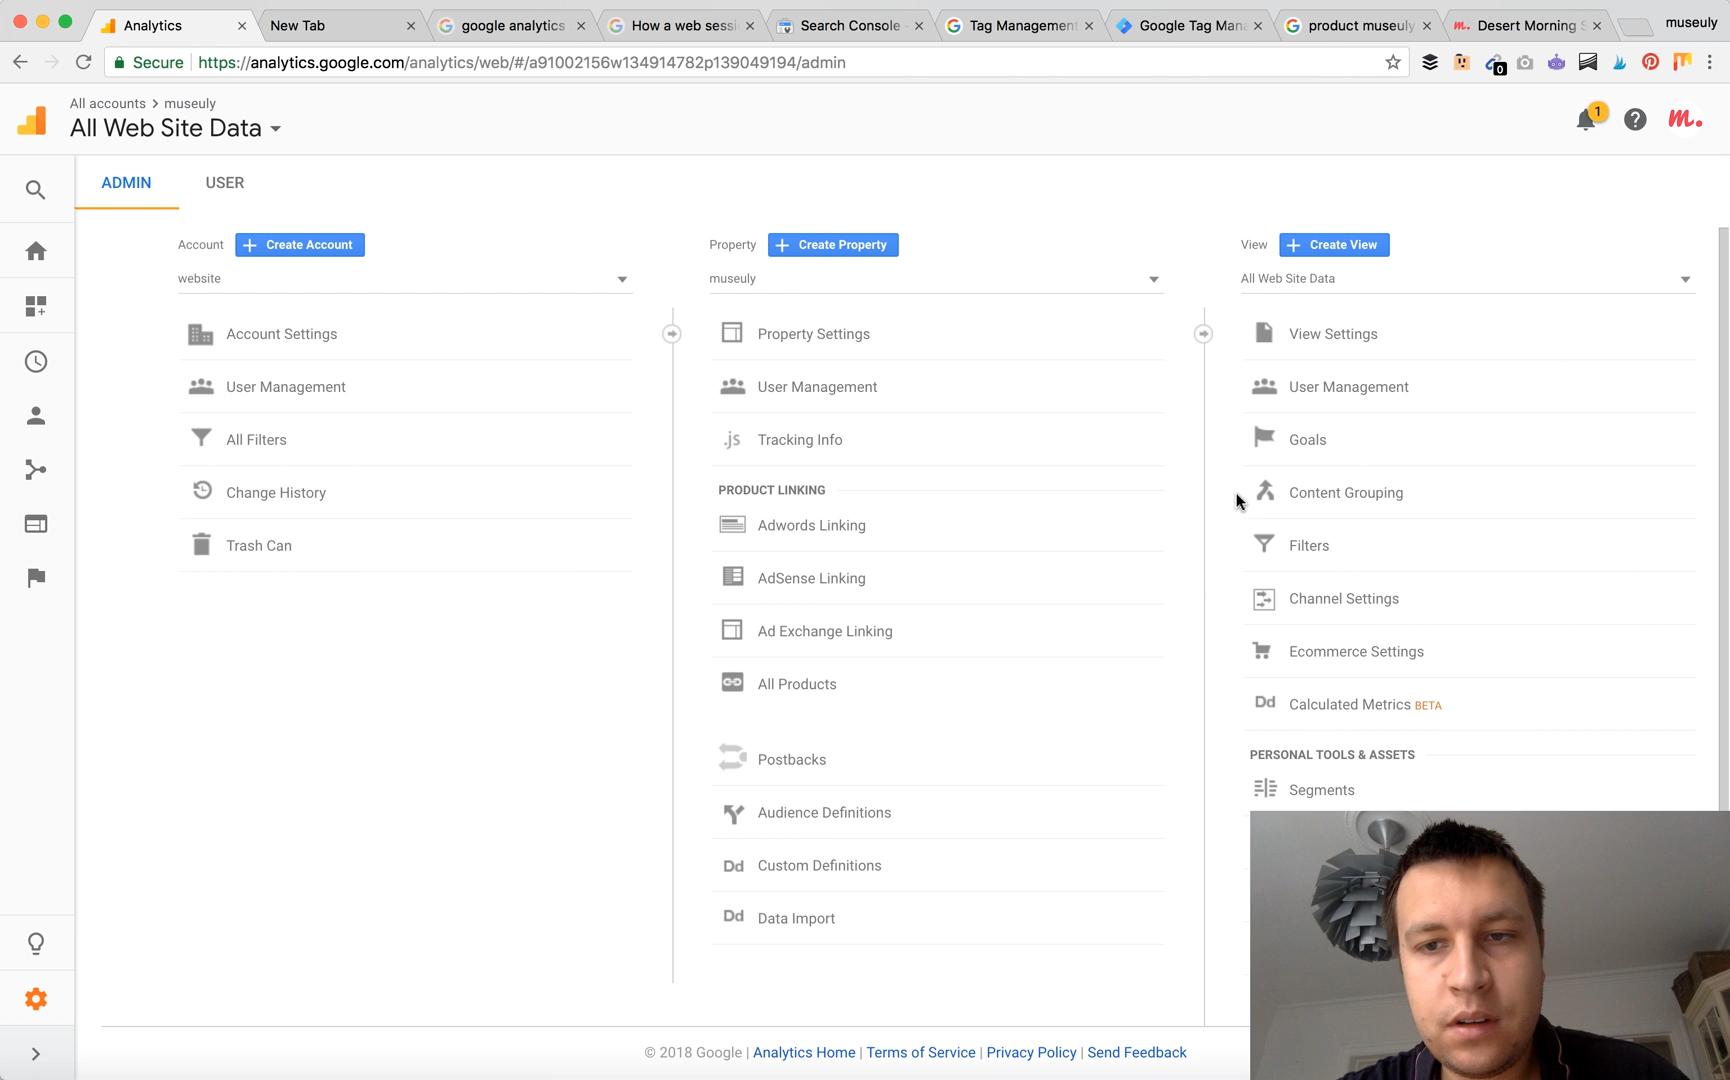 Analytics
New Tab
google analytics
How a web sessi
Search Console
Tag Management
Google Tag Mana
product museuly
m. Desert Morning S
museuly
Secure
https://analytics.google.com/analytics/web/#/a91002156w134914782p139049194/admin
0
All accounts > museuly
All Web Site Data
1
m.
ADMIN
USER
Account
Create Account
Property
Create Property
View
Create View
website
museuly
All Web Site Data
Account Settings
User Management
All Filters
Change History
Trash Can
Property Settings
User Management
.js Tracking Info
PRODUCT LINKING
Adwords Linking
AdSense Linking
Ad Exchange Linking
All Products
Postbacks
Audience Definitions
Dd Custom Definitions
Dd Data Import
View Settings
User Management
Goals
Content Grouping
Filters
Channel Settings
Ecommerce Settings
Dd Calculated Metrics BETA
PERSONAL TOOLS & ASSETS
Segments
© 2018 Google | Analytics Home | Terms of Service | Privacy Policy | Send Feedback